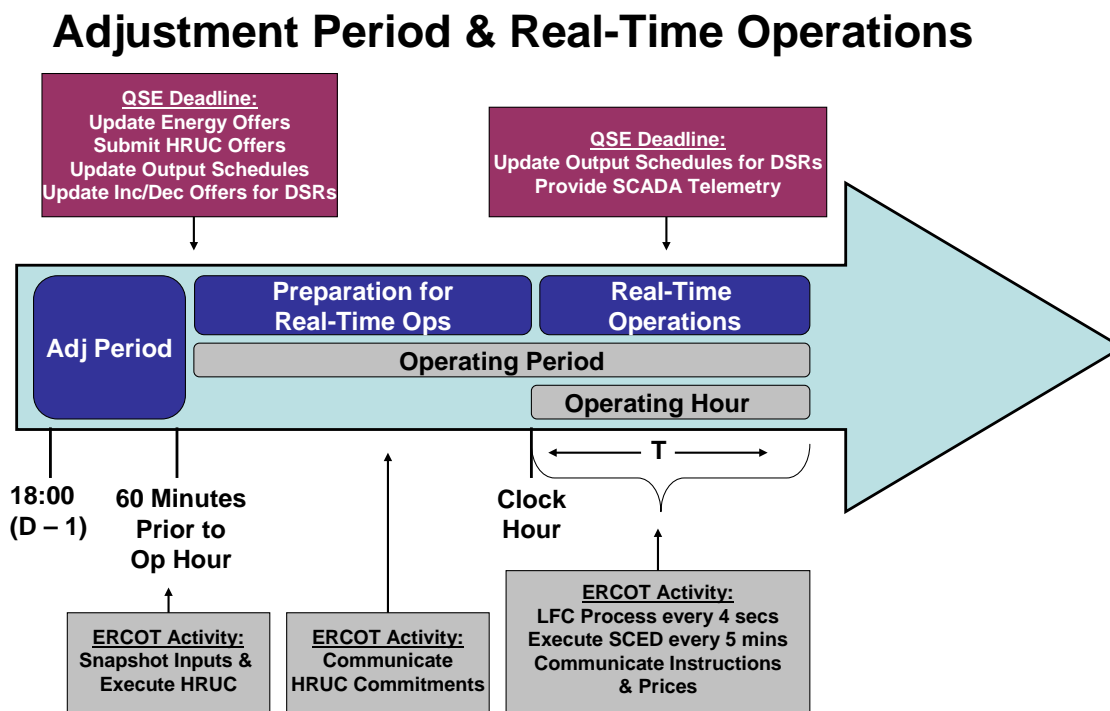 Adjustment Period & Real-Time Operations
QSE Deadline:
Update Energy Offers
Submit HRUC Offers
Update Output Schedules
Update Inc/Dec Offers for DSRs
QSE Deadline:
Update Output Schedules for DSRs
Provide SCADA Telemetry
Adj Period
Preparation for
Real-Time Ops
Real-Time
Operations
Operating Period
Operating Hour
T
18:00
(D – 1)
60 Minutes
Prior to
Op Hour
Clock
Hour
ERCOT Activity:
Snapshot Inputs &
Execute HRUC
ERCOT Activity:
Communicate
HRUC Commitments
ERCOT Activity:
LFC Process every 4 secs
Execute SCED every 5 mins
Communicate Instructions
& Prices